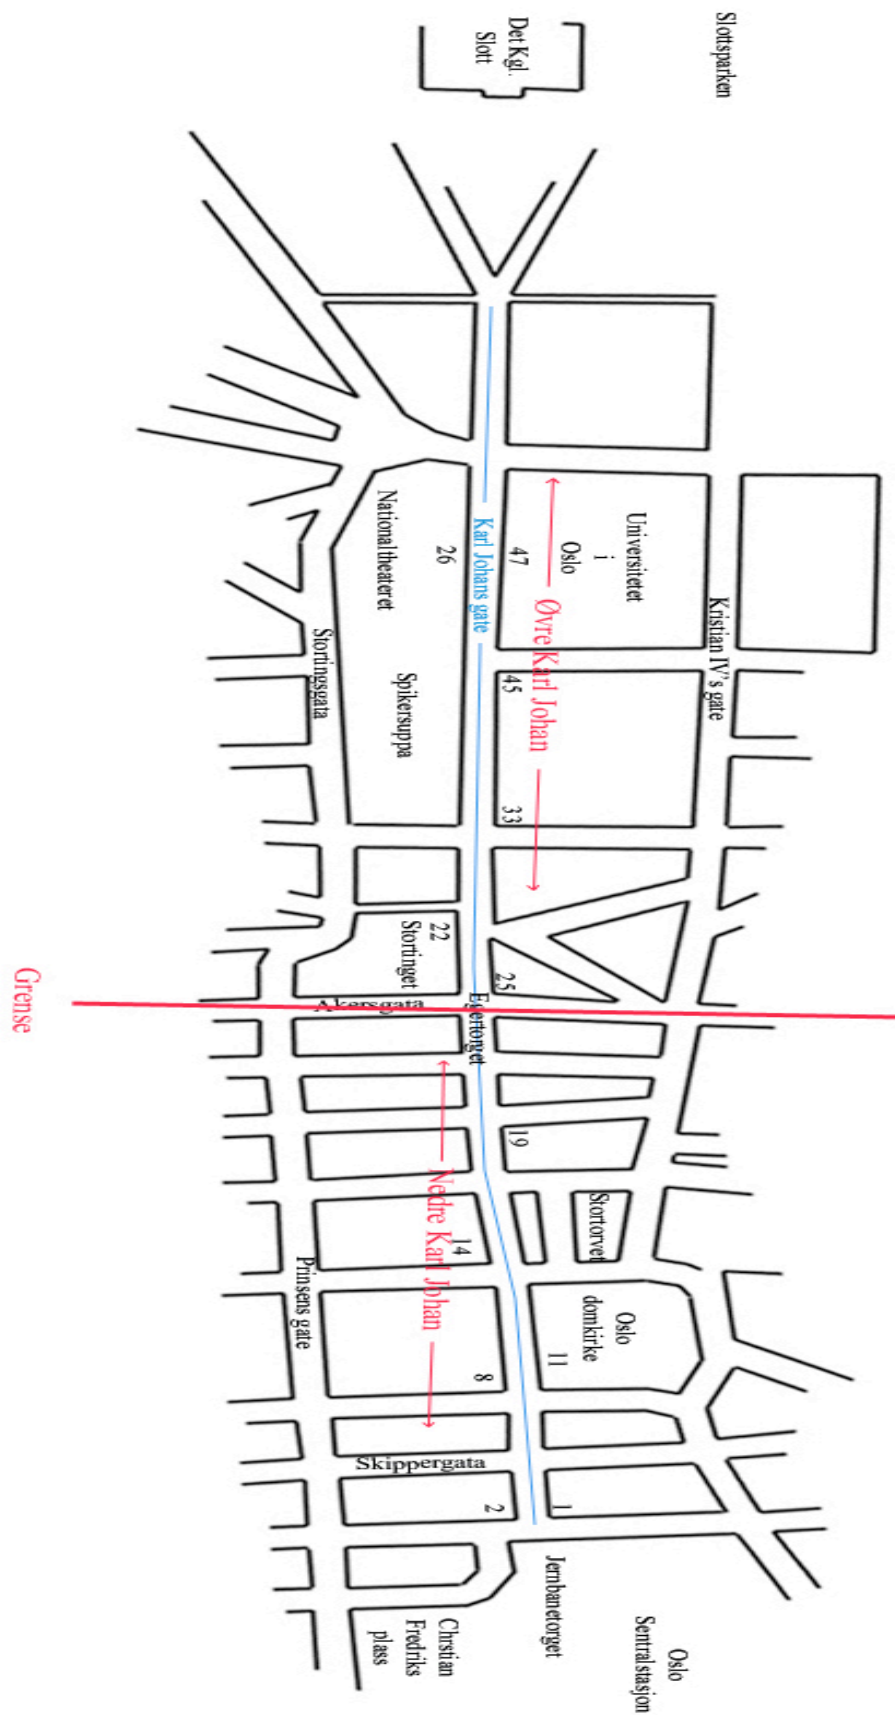 Slottsparken
Det Kgl.
Slott
Universitetet
i
Oslo
47
26
Nationaltheateret
Karl Johans gate
Øvre Karl Johan
Kristian IV's gate
Stortingsgata
Spikersuppa
45
33
22
Stortinget
25
Akersgata
Egertorget
Grense
19
Nedre Karl Johan
14
Stortorvet
Prinsens gate
Oslo
domkirke
11
8
Skippergata
2
1
Jernbanetorget
Chrstian
Fredriks
plass
Oslo
Sentralstasjon